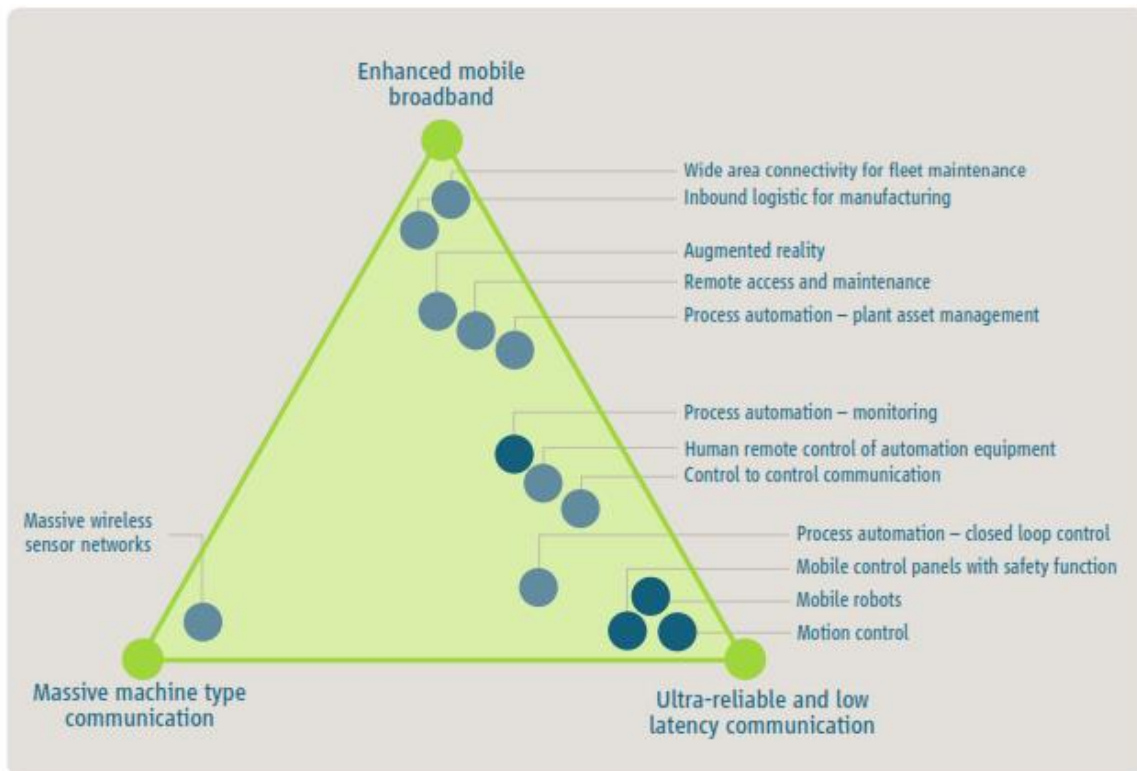 Enhanced mobile
broadband
Wide area connectivity for fleet maintenance
Inbound logistic for manufacturing
Augmented reality
Remote access and maintenance
Process automation – plant asset management
Process automation – monitoring
Human remote control of automation equipment
Control to control communication
Massive wireless
sensor networks
Process automation – closed loop control
Mobile control panels with safety function
Mobile robots
Motion control
Massive machine type
communication
Ultra-reliable and low
latency communication